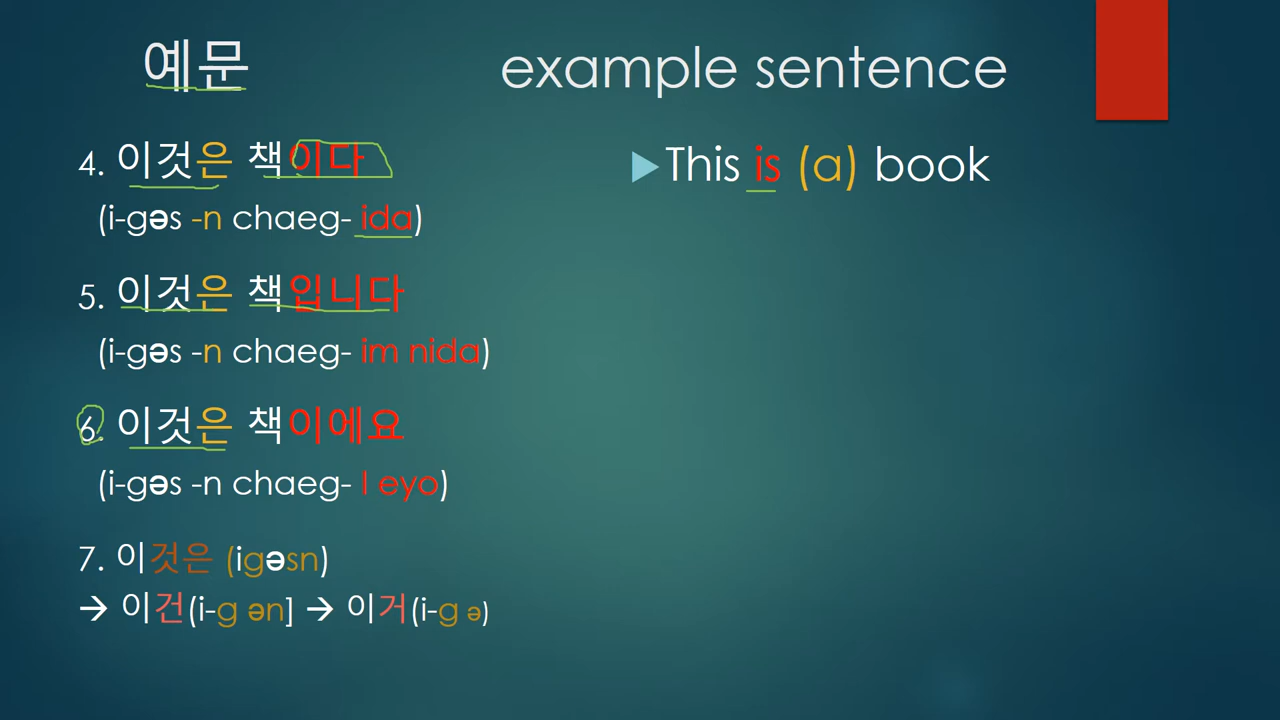 예문
example sentence
4. 이것은 책이다
(i-gəs -n chaeg- ida)
5. 이것은 책입니다
(i-gəs -n chaeg- im nida)
6. 이것은 책이에요
(i-gəs -n chaeg- I eyo)
7. 이것은 (igəsn)
→ 이건(i-g ən] → 이거(i-g ə)
This is (a) book